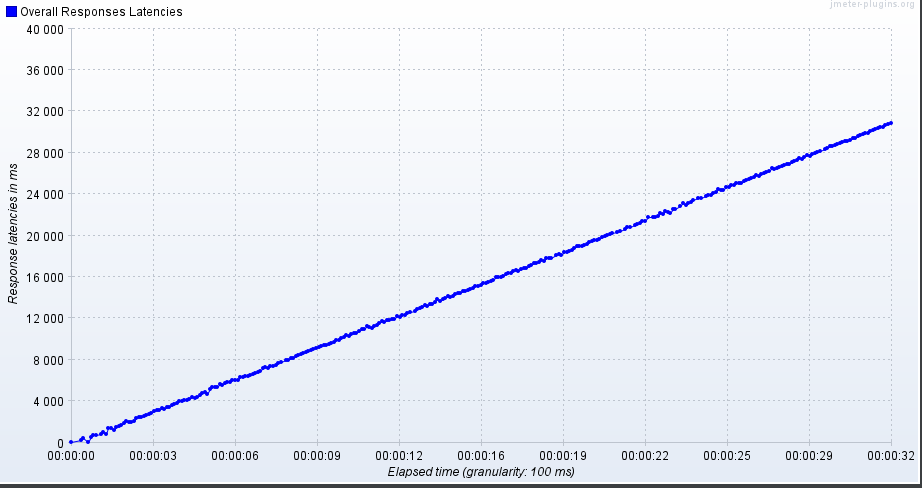 jmeter-plugins.org
Overall Responses Latencies
40 000
36 000
32 000
28 000
24 000
20 000
16 000
12 000
8 000
4 000
0
Response latencies in ms
00:00:00 00:00:03 00:00:06 00:00:09 00:00:12 00:00:16 00:00:19 00:00:22 00:00:25 00:00:29 00:00:32
Elapsed time (granularity: 100 ms)